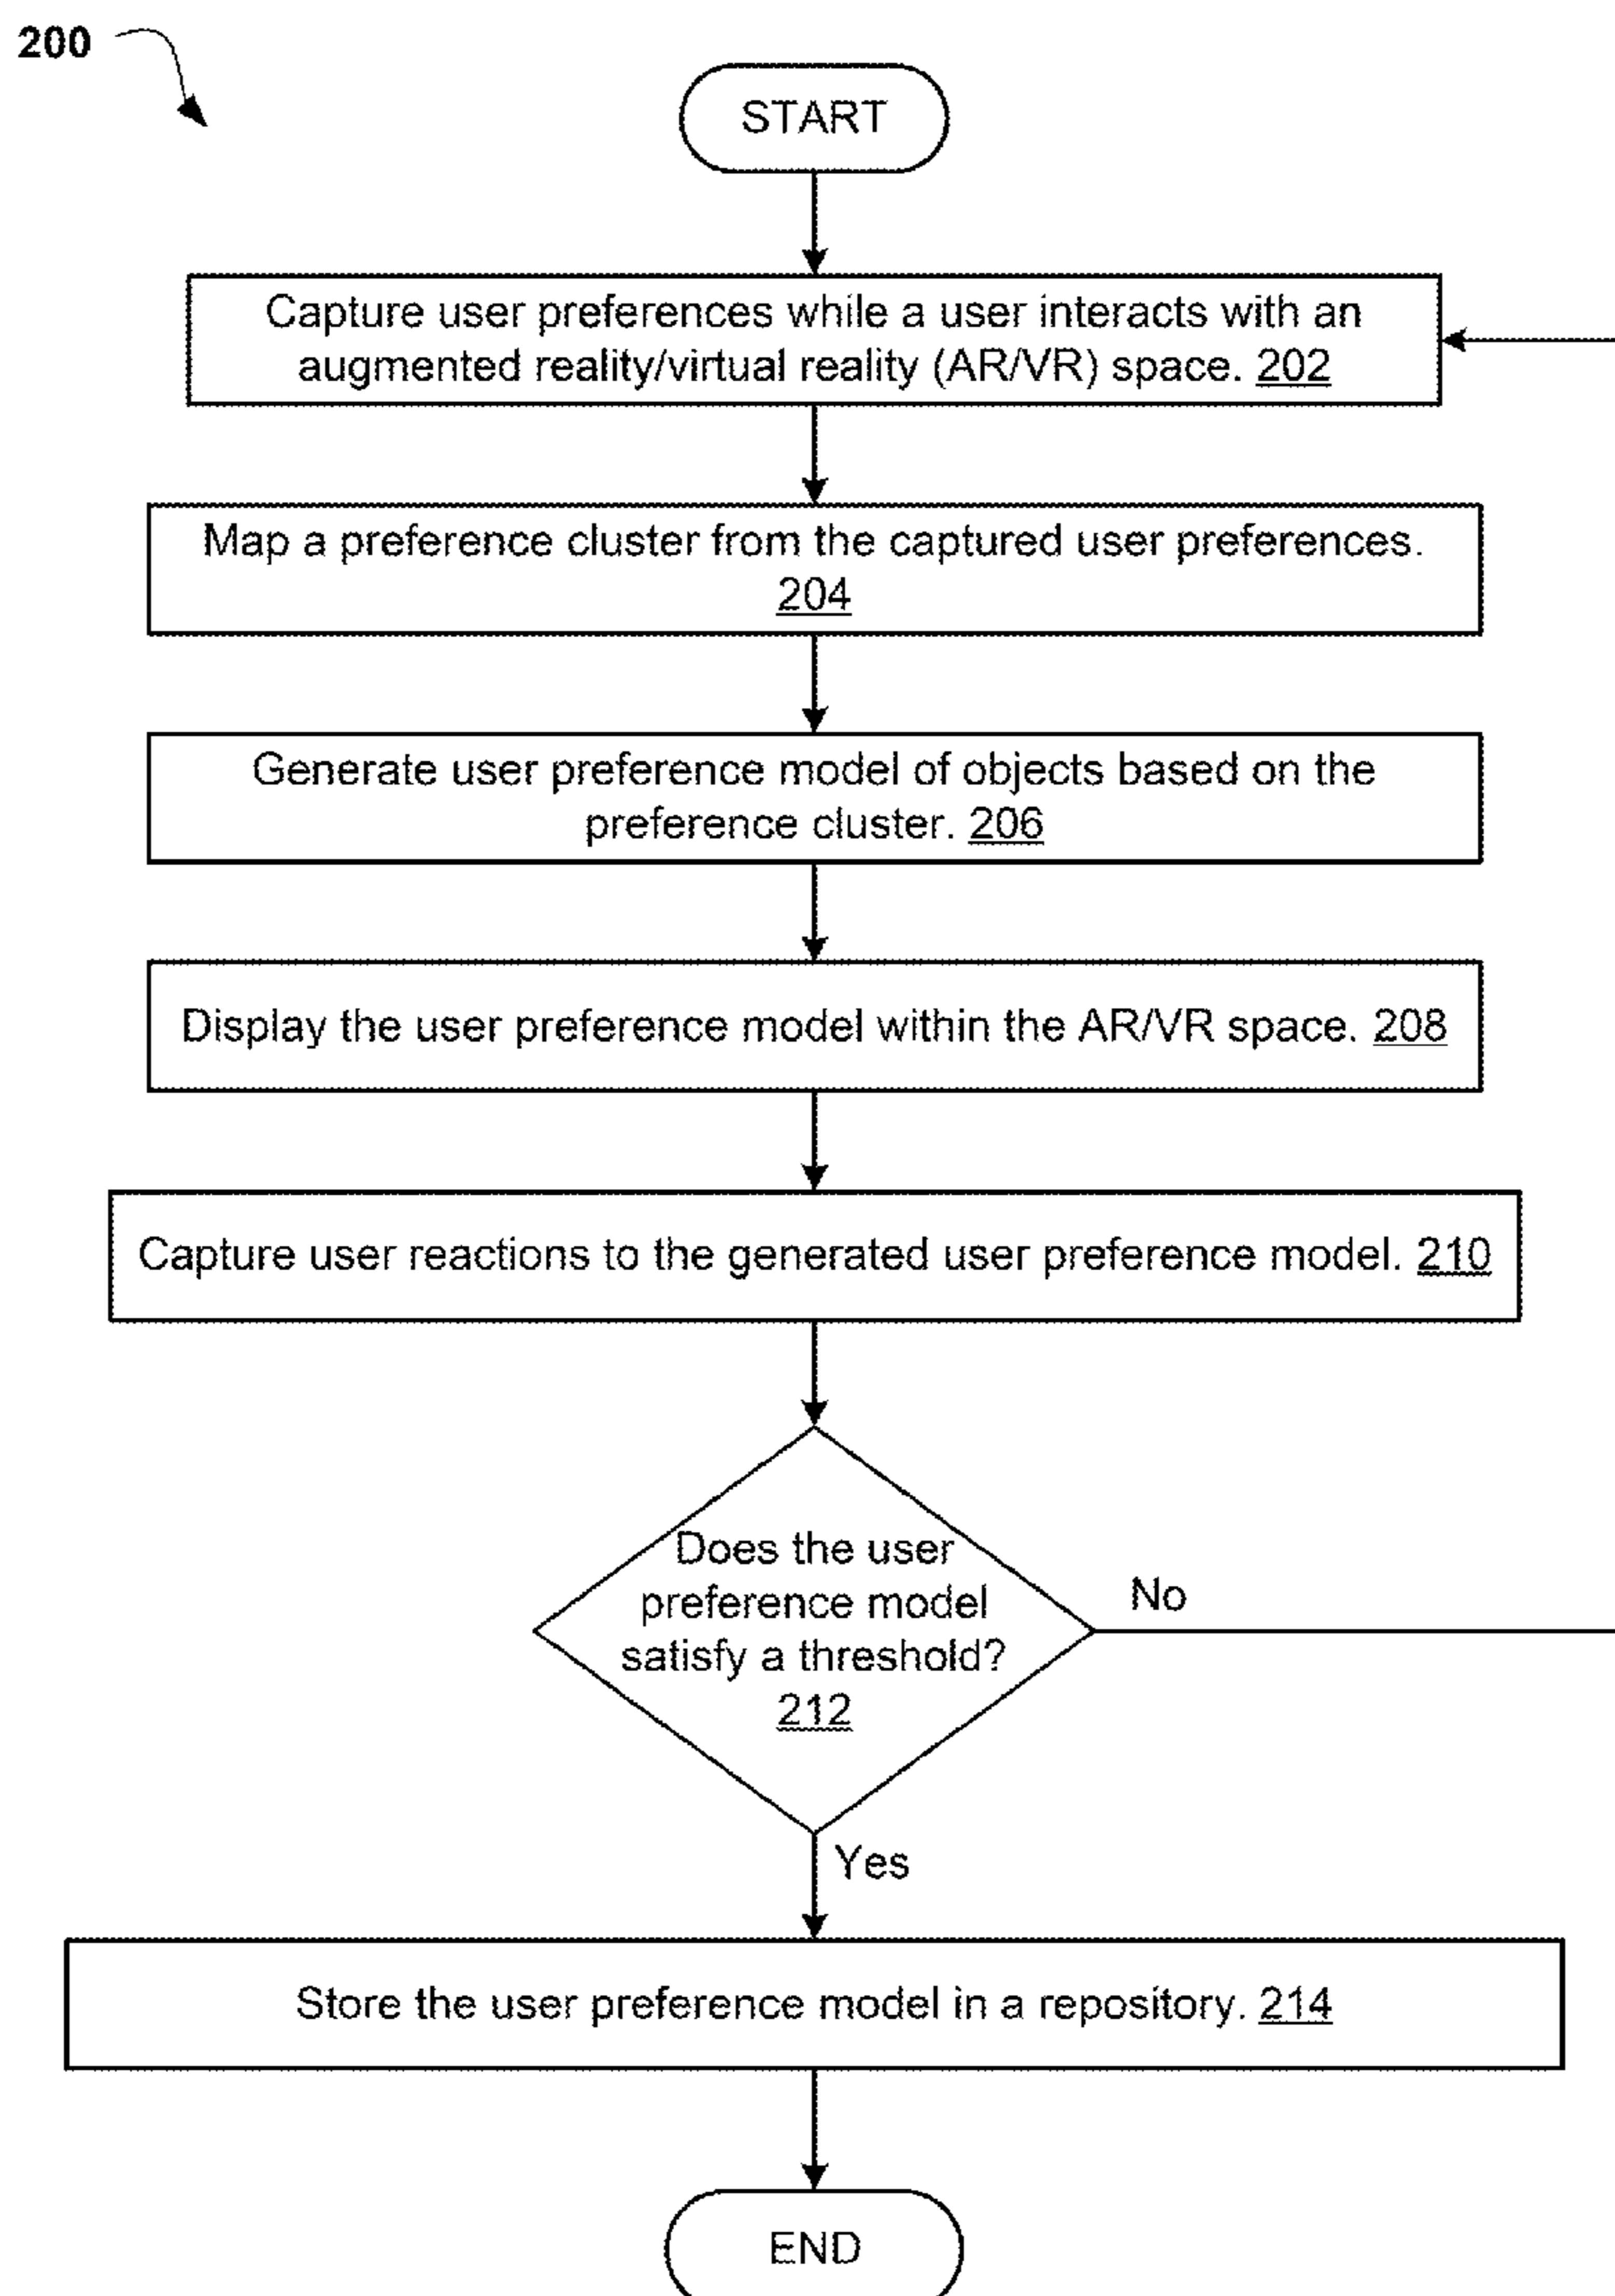 200
START
Capture user preferences while a user interacts with an
augmented reality/virtual reality (AR/VR) space. 202
Map a preference cluster from the captured user preferences.
204
Generate user preference model of objects based on the
preference cluster. 206
Display the user preference model within the AR/VR space. 208
Capture user reactions to the generated user preference model. 210
Does the user
preference model
satisfy a threshold?
212
No
Yes
Store the user preference model in a repository. 214
END